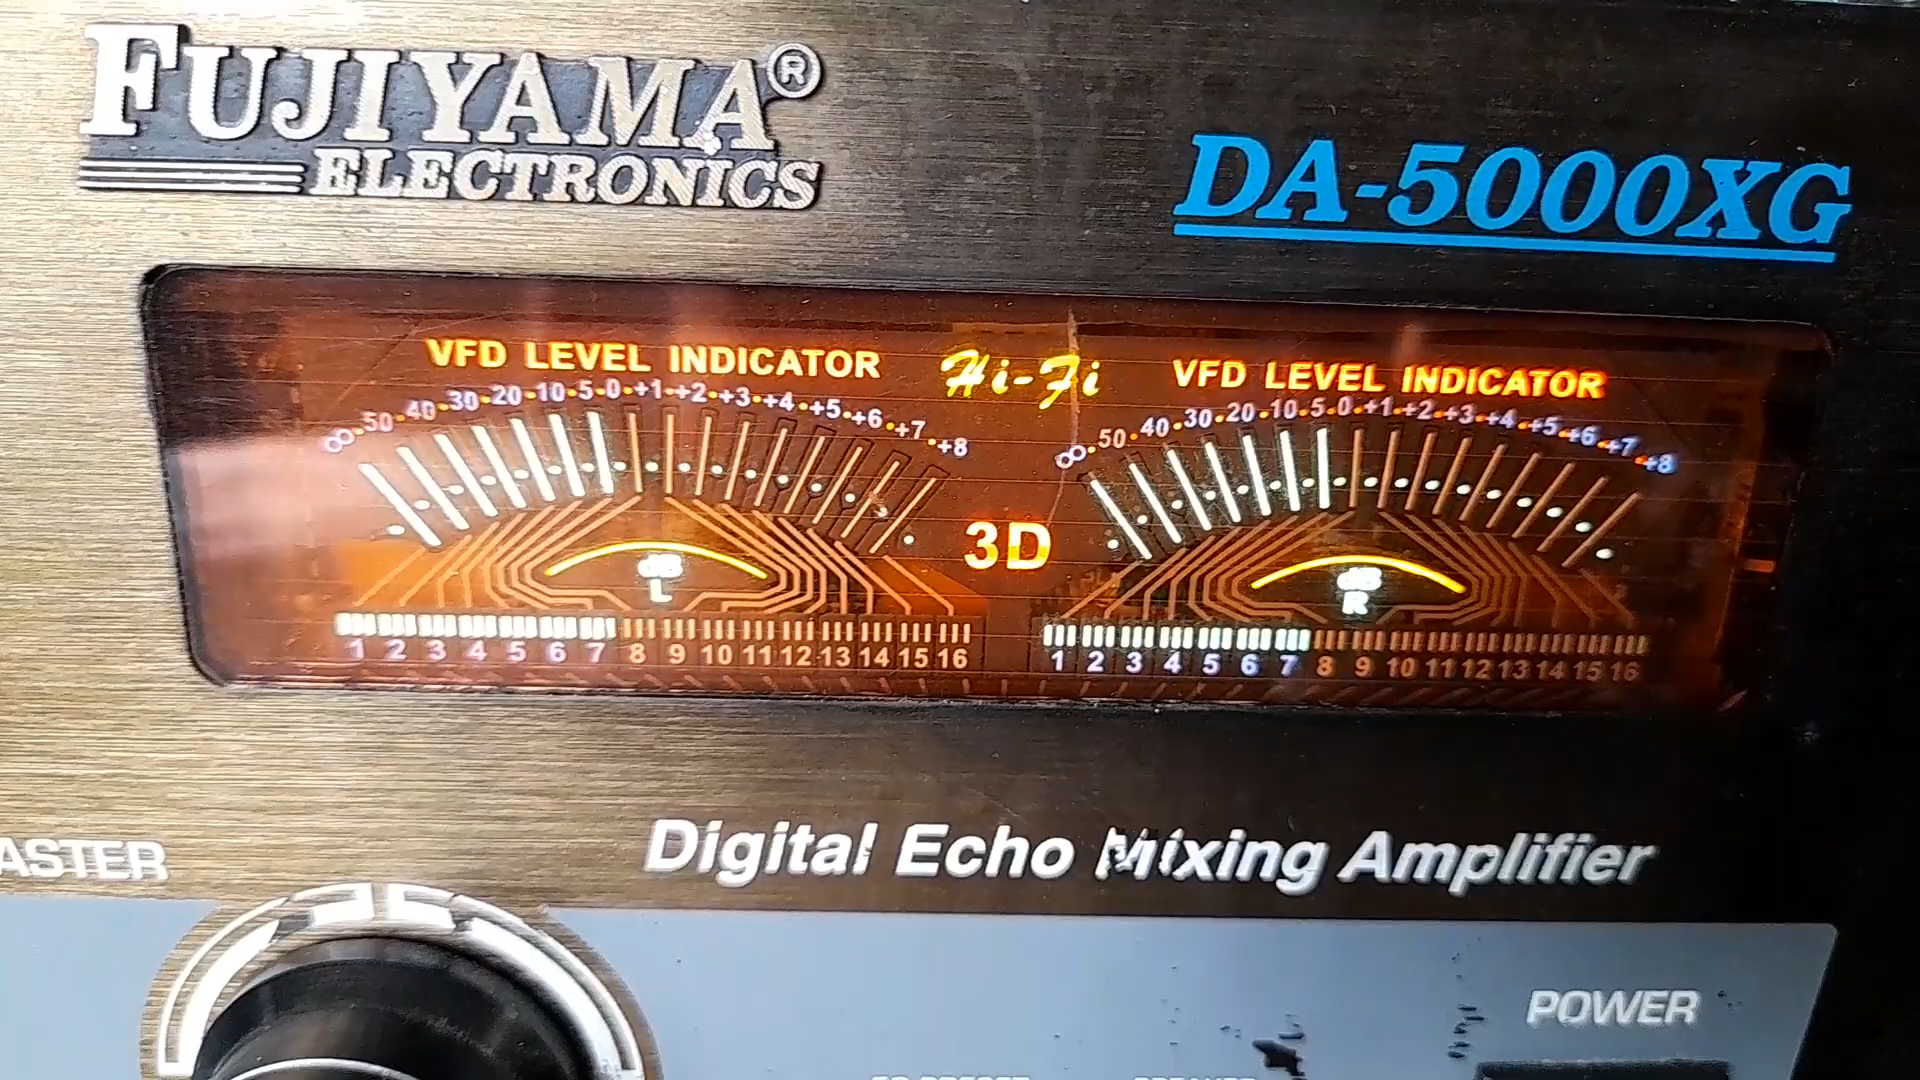 FUJIYAMA®
ELECTRONICS
DA-5000XG
VFD LEVEL INDICATOR
Hi-Fi
VFD LEVEL INDICATOR
∞•50•40•30•20•10•5•0•+1•+2•+3•+4•+5•+6•+7•+8
∞•50•40•30•20•10•5•0•+1•+2•+3•+4•+5•+6•+7•+8
3D
dB
L
dB
R
1 2 3 4 5 6 7 8 9 10 11 12 13 14 15 16
1 2 3 4 5 6 7 8 9 10 11 12 13 14 15 16
Digital Echo Mixing Amplifier
ASTER
POWER